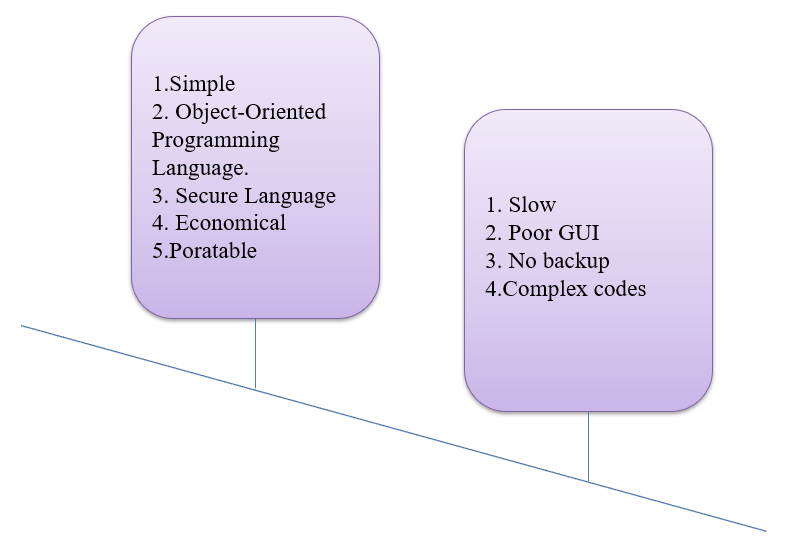 1.Simple
2. Object-Oriented
Programming
Language.
3. Secure Language
4. Economical
5.Poratable
1. Slow
2. Poor GUI
3. No backup
4.Complex codes